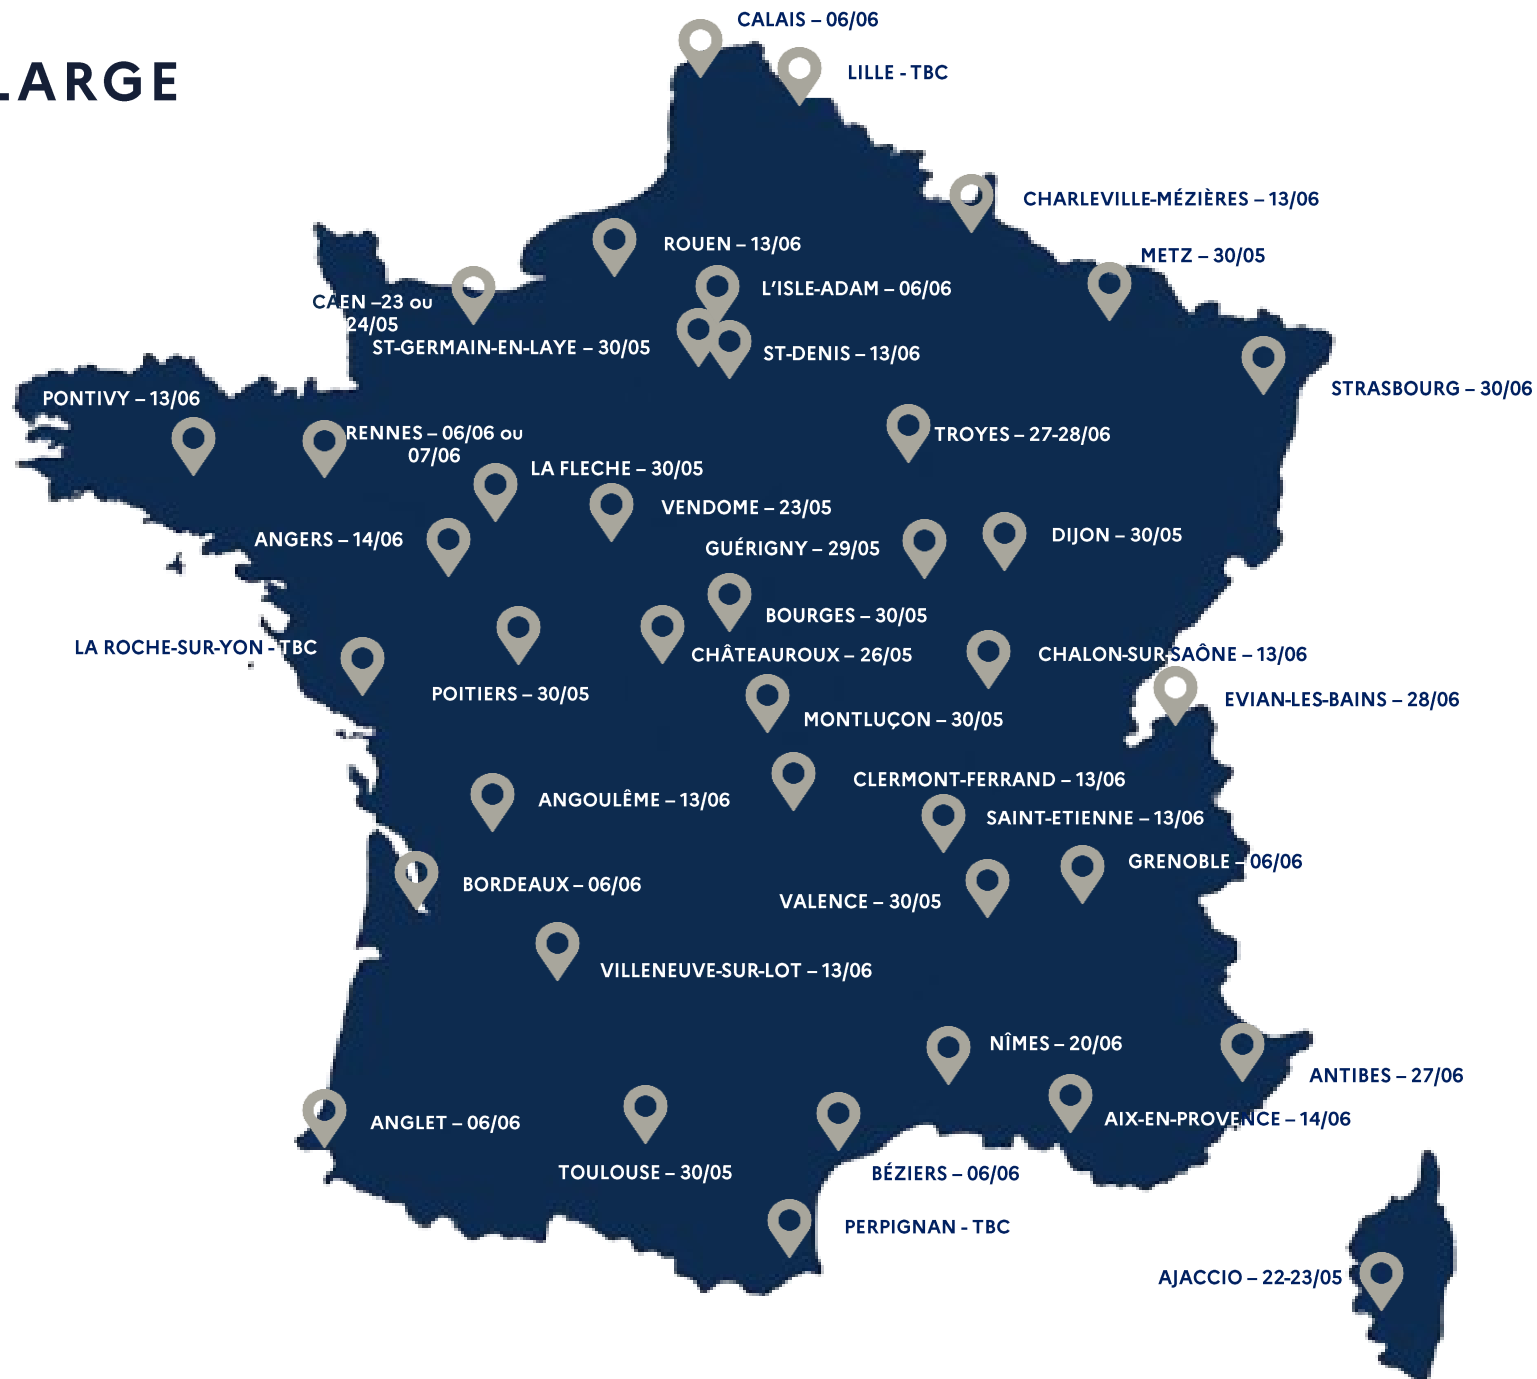 CALAIS – 06/06
LARGE
LILLE - TBC
CHARLEVILLE-MÉZIÈRES – 13/06
ROUEN – 13/06
METZ – 30/05
L'ISLE-ADAM – 06/06
CAEN –23 ou
24/05
ST-GERMAIN-EN-LAYE – 30/05
ST-DENIS – 13/06
STRASBOURG – 30/06
PONTIVY – 13/06
RENNES – 06/06 ou
07/06
TROYES – 27-28/06
LA FLECHE – 30/05
VENDOME – 23/05
ANGERS – 14/06
GUÉRIGNY – 29/05
DIJON – 30/05
BOURGES – 30/05
LA ROCHE-SUR-YON - TBC
CHÂTEAUROUX – 26/05
CHALON-SUR-SAÔNE – 13/06
POITIERS – 30/05
EVIAN-LES-BAINS – 28/06
MONTLUÇON – 30/05
CLERMONT-FERRAND – 13/06
ANGOULÊME – 13/06
SAINT-ETIENNE – 13/06
GRENOBLE – 06/06
BORDEAUX – 06/06
VALENCE – 30/05
VILLENEUVE-SUR-LOT – 13/06
NÎMES – 20/06
ANTIBES – 27/06
ANGLET – 06/06
AIX-EN-PROVENCE – 14/06
TOULOUSE – 30/05
BÉZIERS – 06/06
PERPIGNAN - TBC
AJACCIO – 22-23/05